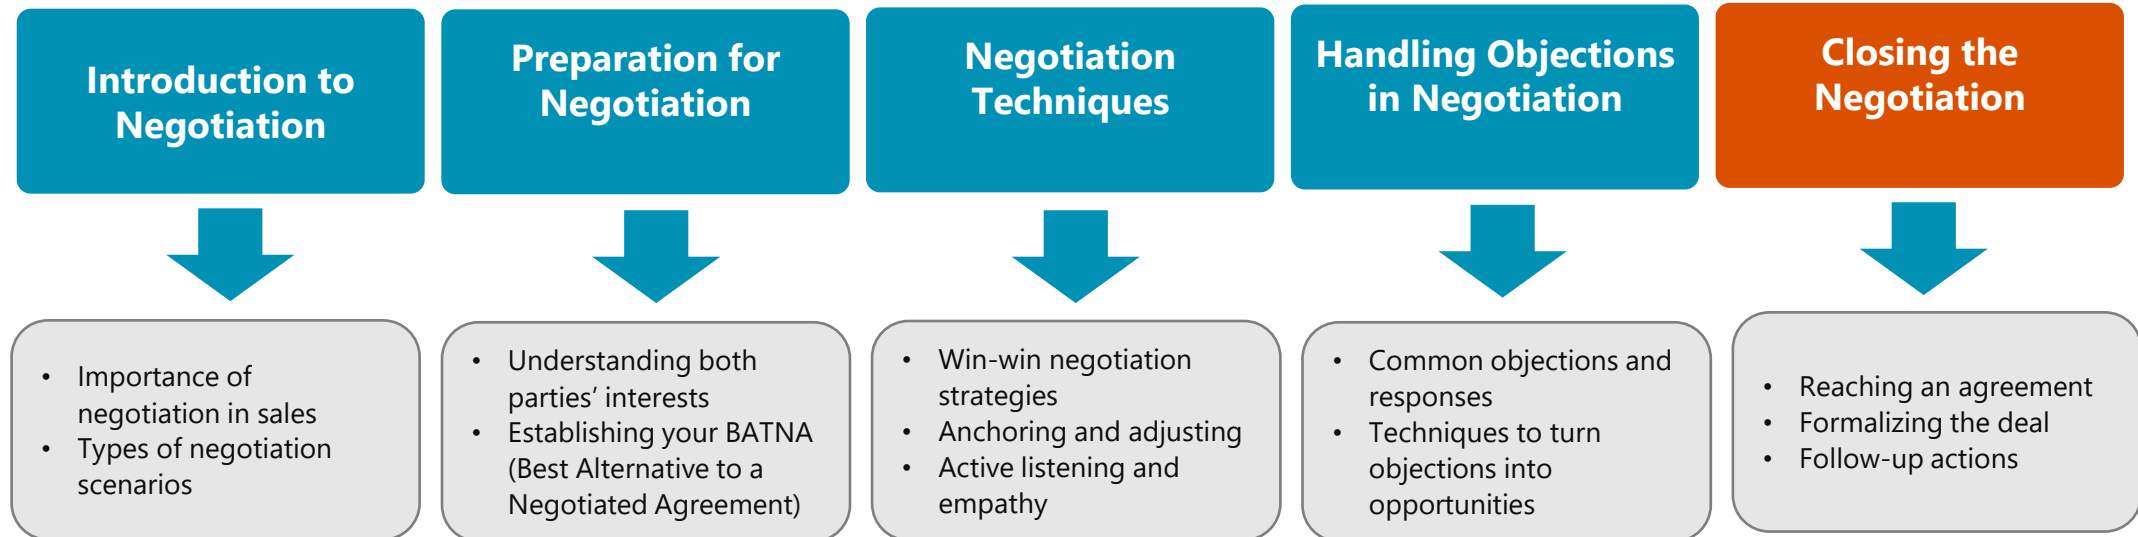 Introduction to
Negotiation
Preparation for
Negotiation
Negotiation
Techniques
Handling Objections
in Negotiation
Closing the
Negotiation
• Importance of
negotiation in sales
• Types of negotiation
scenarios
• Understanding both
parties’ interests
• Establishing your BATNA
(Best Alternative to a
Negotiated Agreement)
• Win-win negotiation
strategies
• Anchoring and adjusting
• Active listening and
empathy
• Common objections and
responses
• Techniques to turn
objections into
opportunities
• Reaching an agreement
• Formalizing the deal
• Follow-up actions